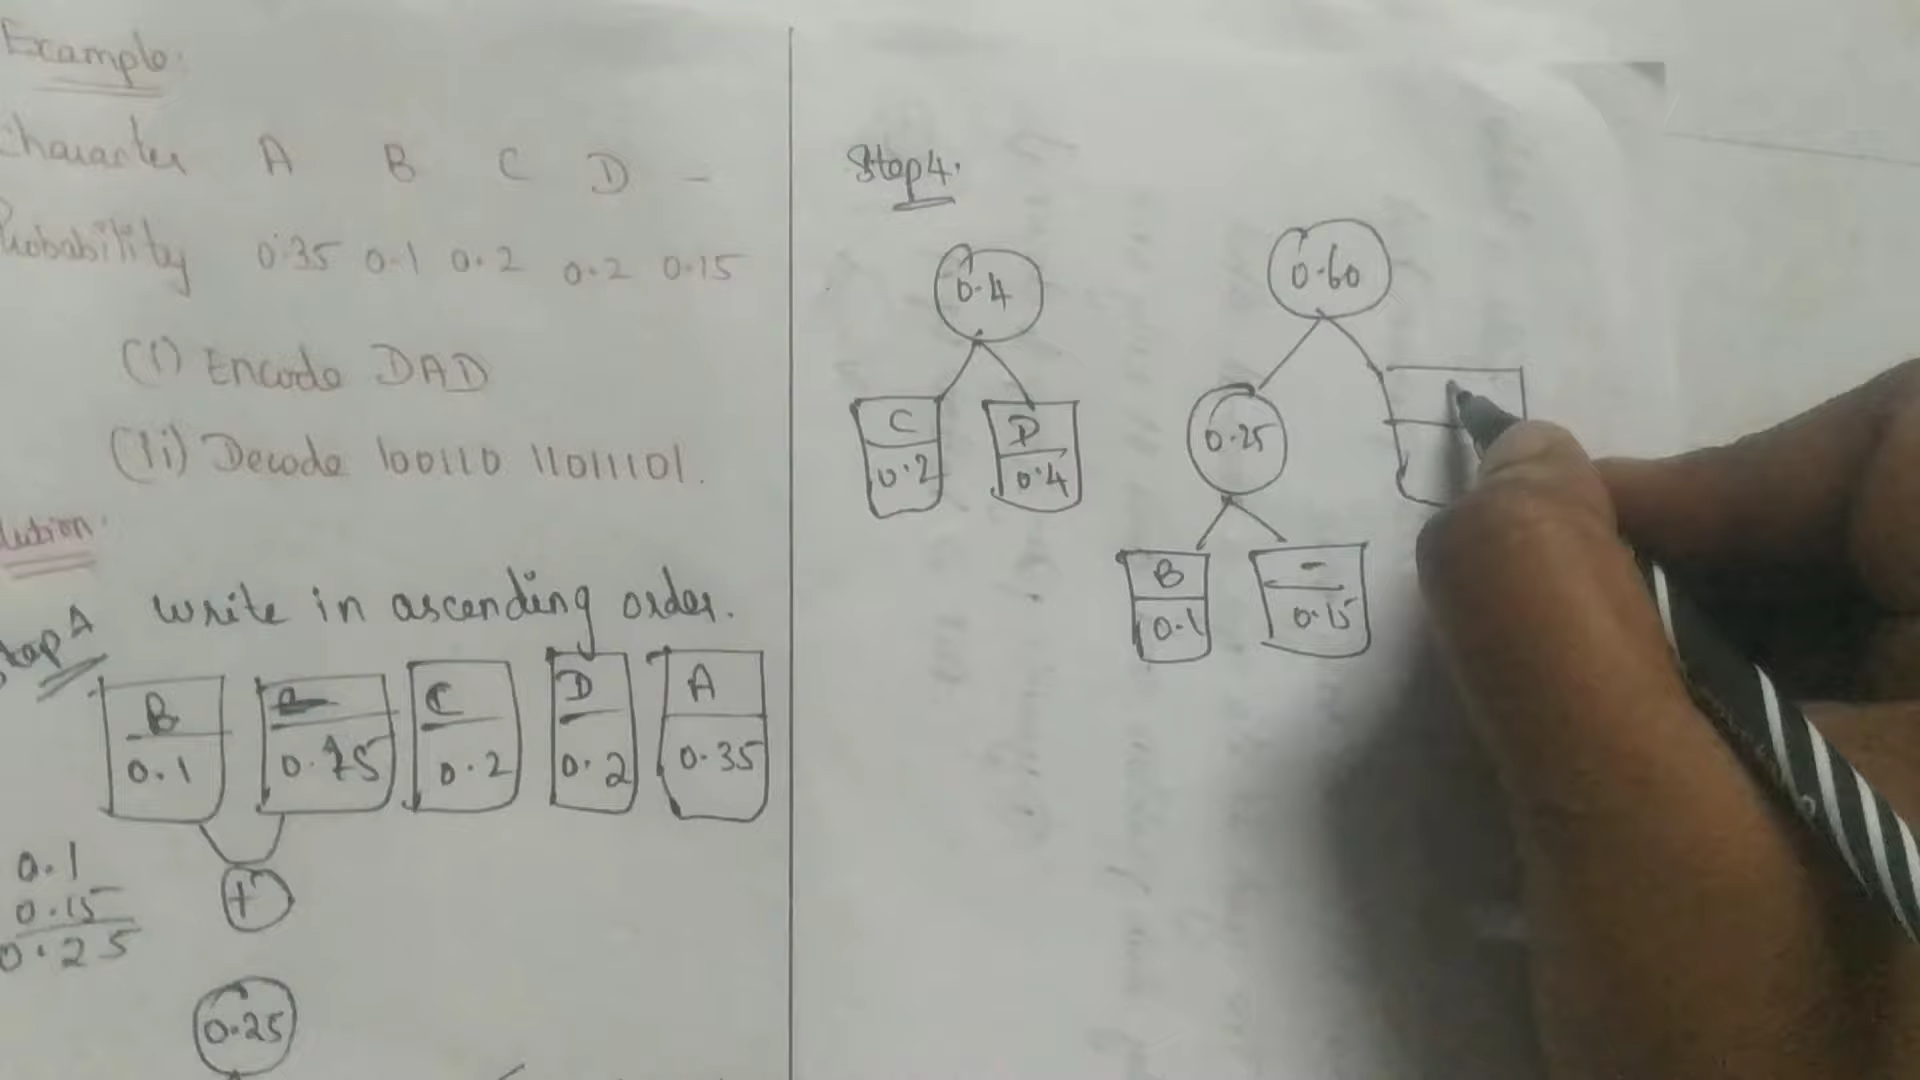 Example:
Character A B C D -
Probability 0.35 0.1 0.2 0.2 0.15
(i) Encode DAD
(ii) Decode 100110 11011101.
lution:
Step A write in ascending order.
B C D A
0.1 0.15 0.2 0.2 0.35
+
0.1
0.15
0.25
0.25
Step 4.
0.4 0.60
C D 0.25
0.2 0.4
B -
0.1 0.15